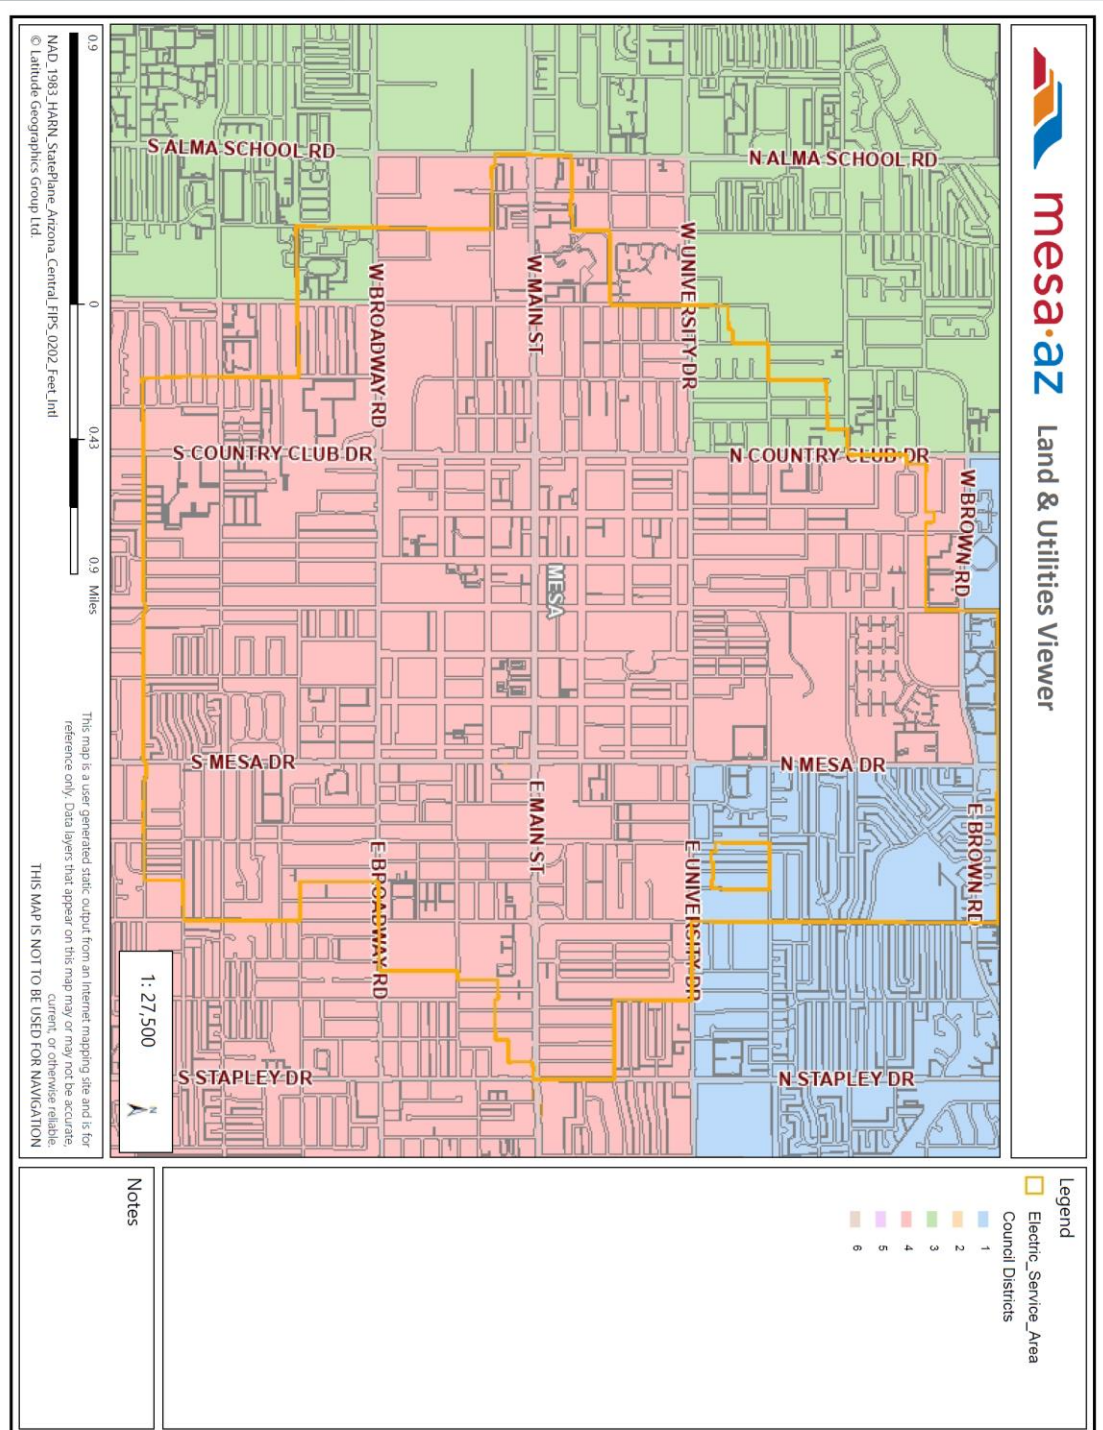 mesa·az
Land & Utilities Viewer
Legend
Electric_Service_Area
Council Districts
1
2
3
4
5
6
Notes
W BROWN RD
E BROWN RD
N ALMA SCHOOL RD
N COUNTRY CLUB DR
N MESA DR
N STAPLEY DR
W UNIVERSITY DR
E UNIVERSITY DR
MESA
W MAIN ST
E MAIN ST
W BROADWAY RD
E BROADWAY RD
S ALMA SCHOOL RD
S COUNTRY CLUB DR
S MESA DR
S STAPLEY DR
1: 27,500
N
0.9
0
0.43
0.9 Miles
NAD_1983_HARN_StatePlane_Arizona_Central_FIPS_0202_Feet_Intl
© Latitude Geographics Group Ltd.
This map is a user generated static output from an Internet mapping site and is for
reference only. Data layers that appear on this map may or may not be accurate,
current, or otherwise reliable.
THIS MAP IS NOT TO BE USED FOR NAVIGATION